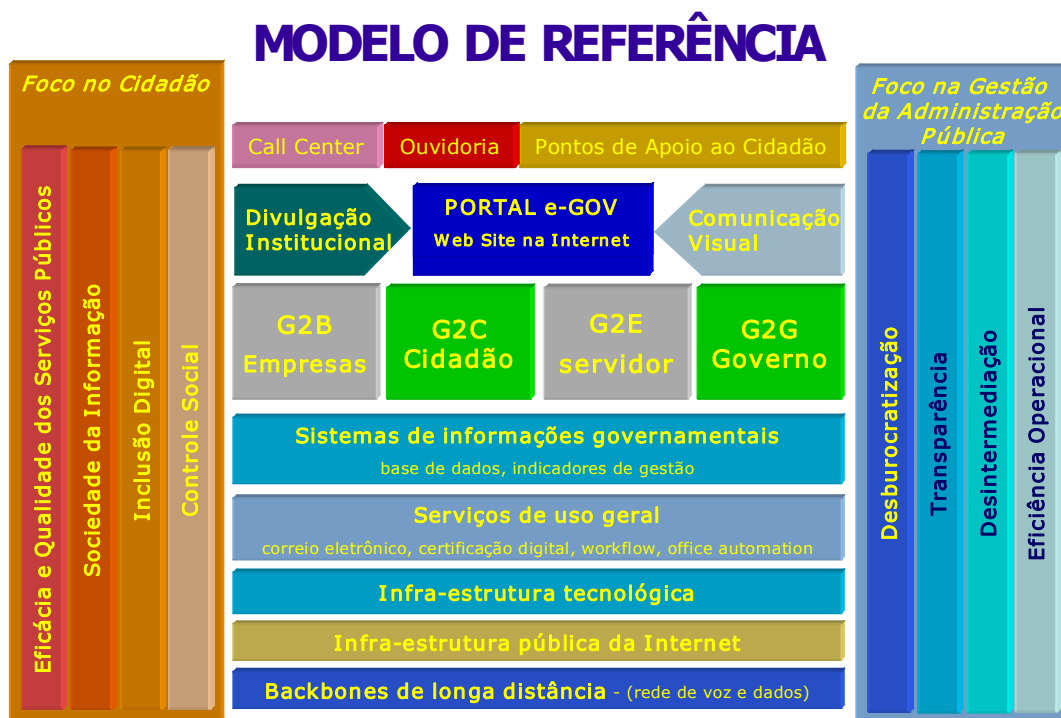 MODELO DE REFERÊNCIA
Foco no Cidadão
Eficácia e Qualidade dos Serviços Públicos
Sociedade da Informação
Inclusão Digital
Controle Social
Call Center
Ouvidoria
Pontos de Apoio ao Cidadão
Divulgação
Institucional
PORTAL e-GOV
Web Site na Internet
Comunicação
Visual
G2B
Empresas
G2C
Cidadão
G2E
servidor
G2G
Governo
Sistemas de informações governamentais
base de dados, indicadores de gestão
Serviços de uso geral
correio eletrônico, certificação digital, workflow, office automation
Infra-estrutura tecnológica
Infra-estrutura pública da Internet
Backbones de longa distância - (rede de voz e dados)
Foco na Gestão
da Administração
Pública
Desburocratização
Transparência
Desintermediação
Eficiência Operacional